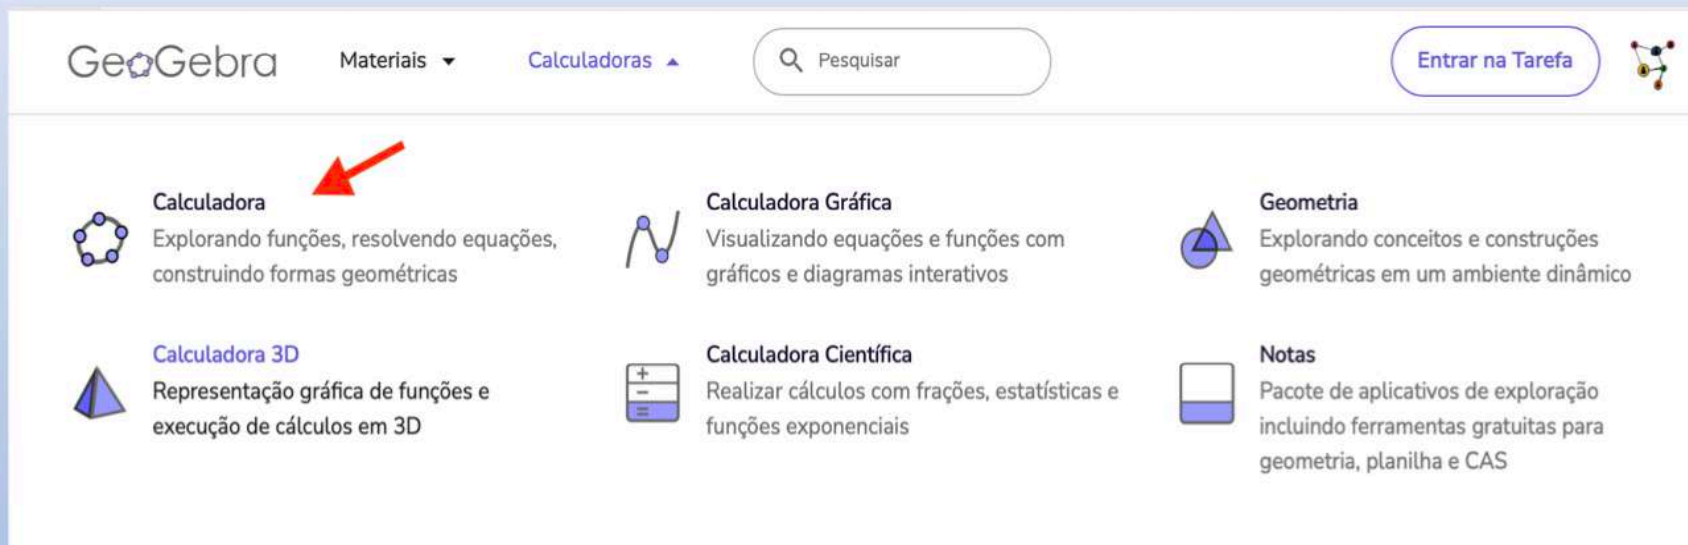 GeoGebra
Materiais
Calculadoras
Pesquisar
Entrar na Tarefa
Calculadora
Explorando funções, resolvendo equações,
construindo formas geométricas
Calculadora Gráfica
Visualizando equações e funções com
gráficos e diagramas interativos
Geometria
Explorando conceitos e construções
geométricas em um ambiente dinâmico
Calculadora 3D
Representação gráfica de funções e
execução de cálculos em 3D
Calculadora Científica
Realizar cálculos com frações, estatísticas e
funções exponenciais
Notas
Pacote de aplicativos de exploração
incluindo ferramentas gratuitas para
geometria, planilha e CAS